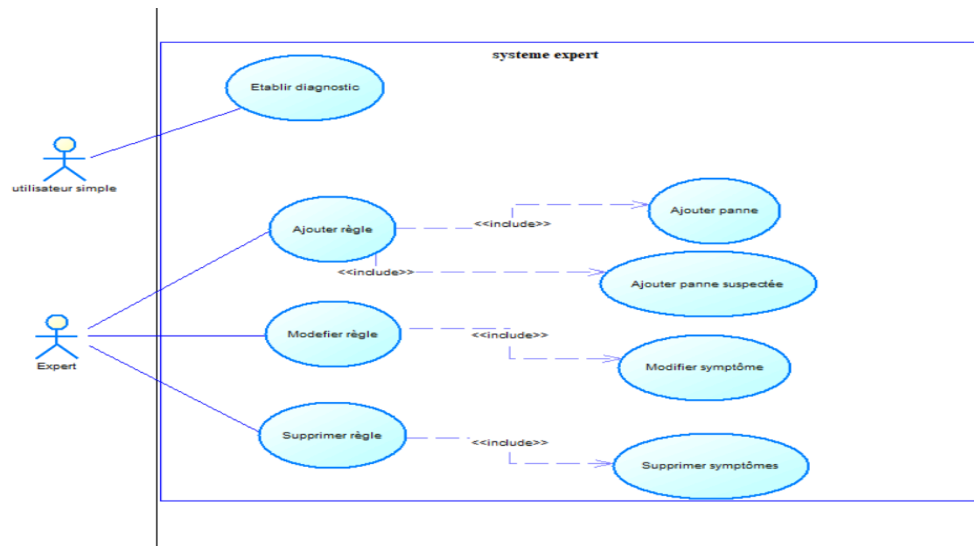 systeme expert
Etablir diagnostic
utilisateur simple
Ajouter règle
<<include>>
Ajouter panne
<<include>>
Ajouter panne suspectée
Expert
Modefier règle
<<include>>
Modifier symptôme
Supprimer règle
<<include>>
Supprimer symptômes